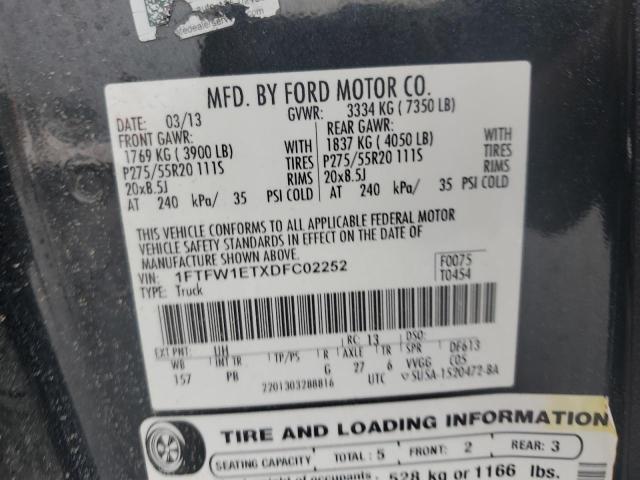 MFD. BY FORD MOTOR CO.
DATE: 03/13 GVWR: 3334 KG ( 7350 LB)
FRONT GAWR: REAR GAWR:
1769 KG ( 3900 LB) WITH 1837 KG ( 4050 LB) WITH
P275/55R20 111S TIRES P275/55R20 111S TIRES
20x8.5J RIMS 20x8.5J RIMS
AT 240 kPa/ 35 PSI COLD AT 240 kPa/ 35 PSI COLD
THIS VEHICLE CONFORMS TO ALL APPLICABLE FEDERAL MOTOR
VEHICLE SAFETY STANDARDS IN EFFECT ON THE DATE OF
MANUFACTURE SHOWN ABOVE.
VIN: 1FTFW1ETXDFC02252 F0075
TYPE: Truck T0454
EXT PNT: UH RC: 13 DSO:
WB INT TR TP/PS R AXLE TR SPR DF613
157 PB G 27 6 VVGG C05
2201303288816 UTC SUSA-1520472-BA
TIRE AND LOADING INFORMATION
SEATING CAPACITY TOTAL: 5 FRONT: 2 REAR: 3
528 kg or 1166 lbs.